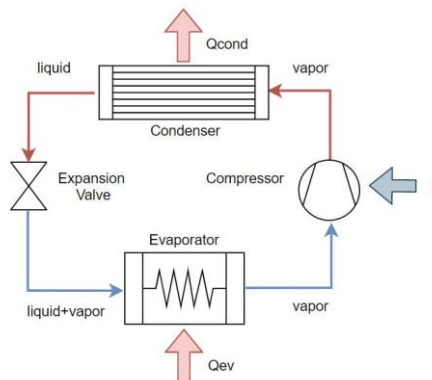 Qcond
liquid
vapor
Condenser
Expansion
Valve
Compressor
Evaporator
liquid+vapor
vapor
Qev